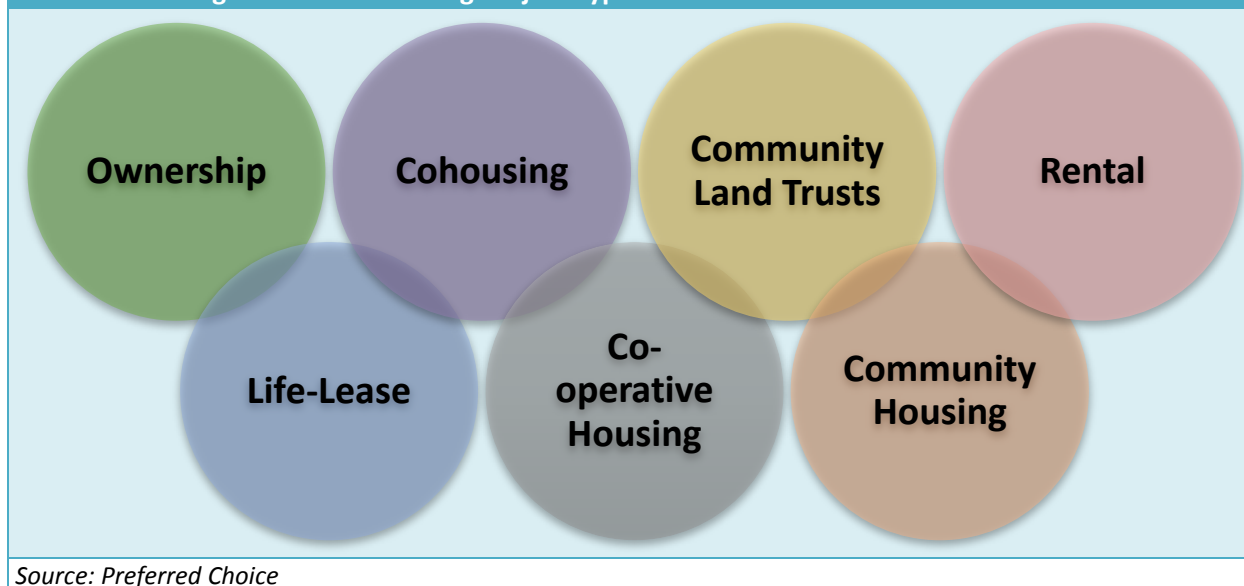 Ownership
Cohousing
Community
Land Trusts
Rental
Life-Lease
Co-
operative
Housing
Community
Housing
Source: Preferred Choice